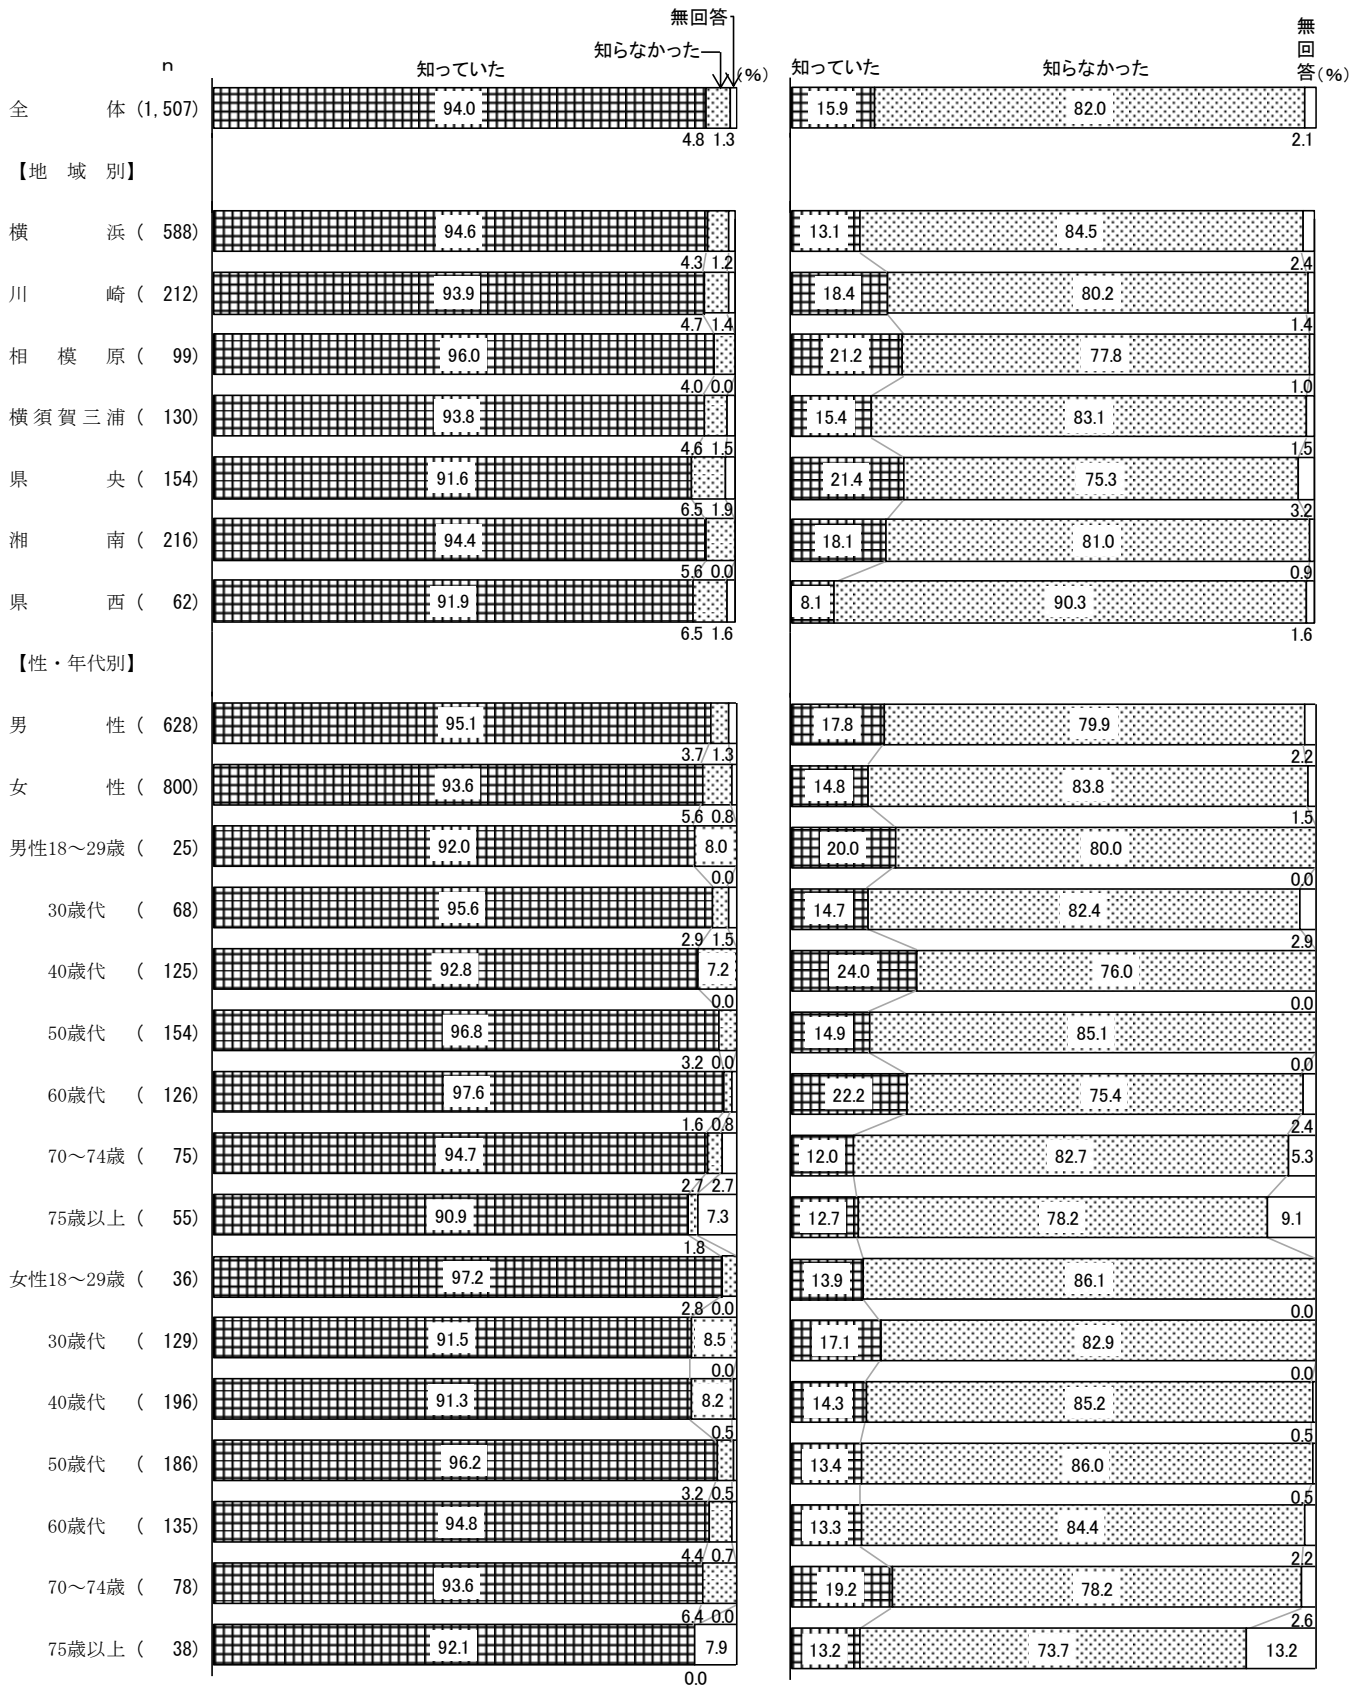 無回答
知らなかった
n 知っていた (%) 知っていた 知らなかった 無回答(%)
全体 (1,507) 94.0 15.9 82.0
4.8 1.3 2.1
【地域別】
横浜 ( 588) 94.6 13.1 84.5
4.3 1.2 2.4
川崎 ( 212) 93.9 18.4 80.2
4.7 1.4 1.4
相模原 ( 99) 96.0 21.2 77.8
4.0 0.0 1.0
横須賀三浦 ( 130) 93.8 15.4 83.1
4.6 1.5 1.5
県央 ( 154) 91.6 21.4 75.3
6.5 1.9 3.2
湘南 ( 216) 94.4 18.1 81.0
5.6 0.0 0.9
県西 ( 62) 91.9 8.1 90.3
6.5 1.6 1.6
【性・年代別】
男性 ( 628) 95.1 17.8 79.9
3.7 1.3 2.2
女性 ( 800) 93.6 14.8 83.8
5.6 0.8 1.5
男性18～29歳 ( 25) 92.0 8.0 20.0 80.0
0.0 0.0
30歳代 ( 68) 95.6 14.7 82.4
2.9 1.5 2.9
40歳代 ( 125) 92.8 7.2 24.0 76.0
0.0 0.0
50歳代 ( 154) 96.8 14.9 85.1
3.2 0.0 0.0
60歳代 ( 126) 97.6 22.2 75.4
1.6 0.8 2.4
70～74歳 ( 75) 94.7 12.0 82.7 5.3
2.7 2.7
75歳以上 ( 55) 90.9 7.3 12.7 78.2 9.1
1.8
女性18～29歳 ( 36) 97.2 13.9 86.1
2.8 0.0 0.0
30歳代 ( 129) 91.5 8.5 17.1 82.9
0.0 0.0
40歳代 ( 196) 91.3 8.2 14.3 85.2
0.5 0.5
50歳代 ( 186) 96.2 13.4 86.0
3.2 0.5 0.5
60歳代 ( 135) 94.8 13.3 84.4
4.4 0.7 2.2
70～74歳 ( 78) 93.6 19.2 78.2
6.4 0.0 2.6
75歳以上 ( 38) 92.1 7.9 13.2 73.7 13.2
0.0